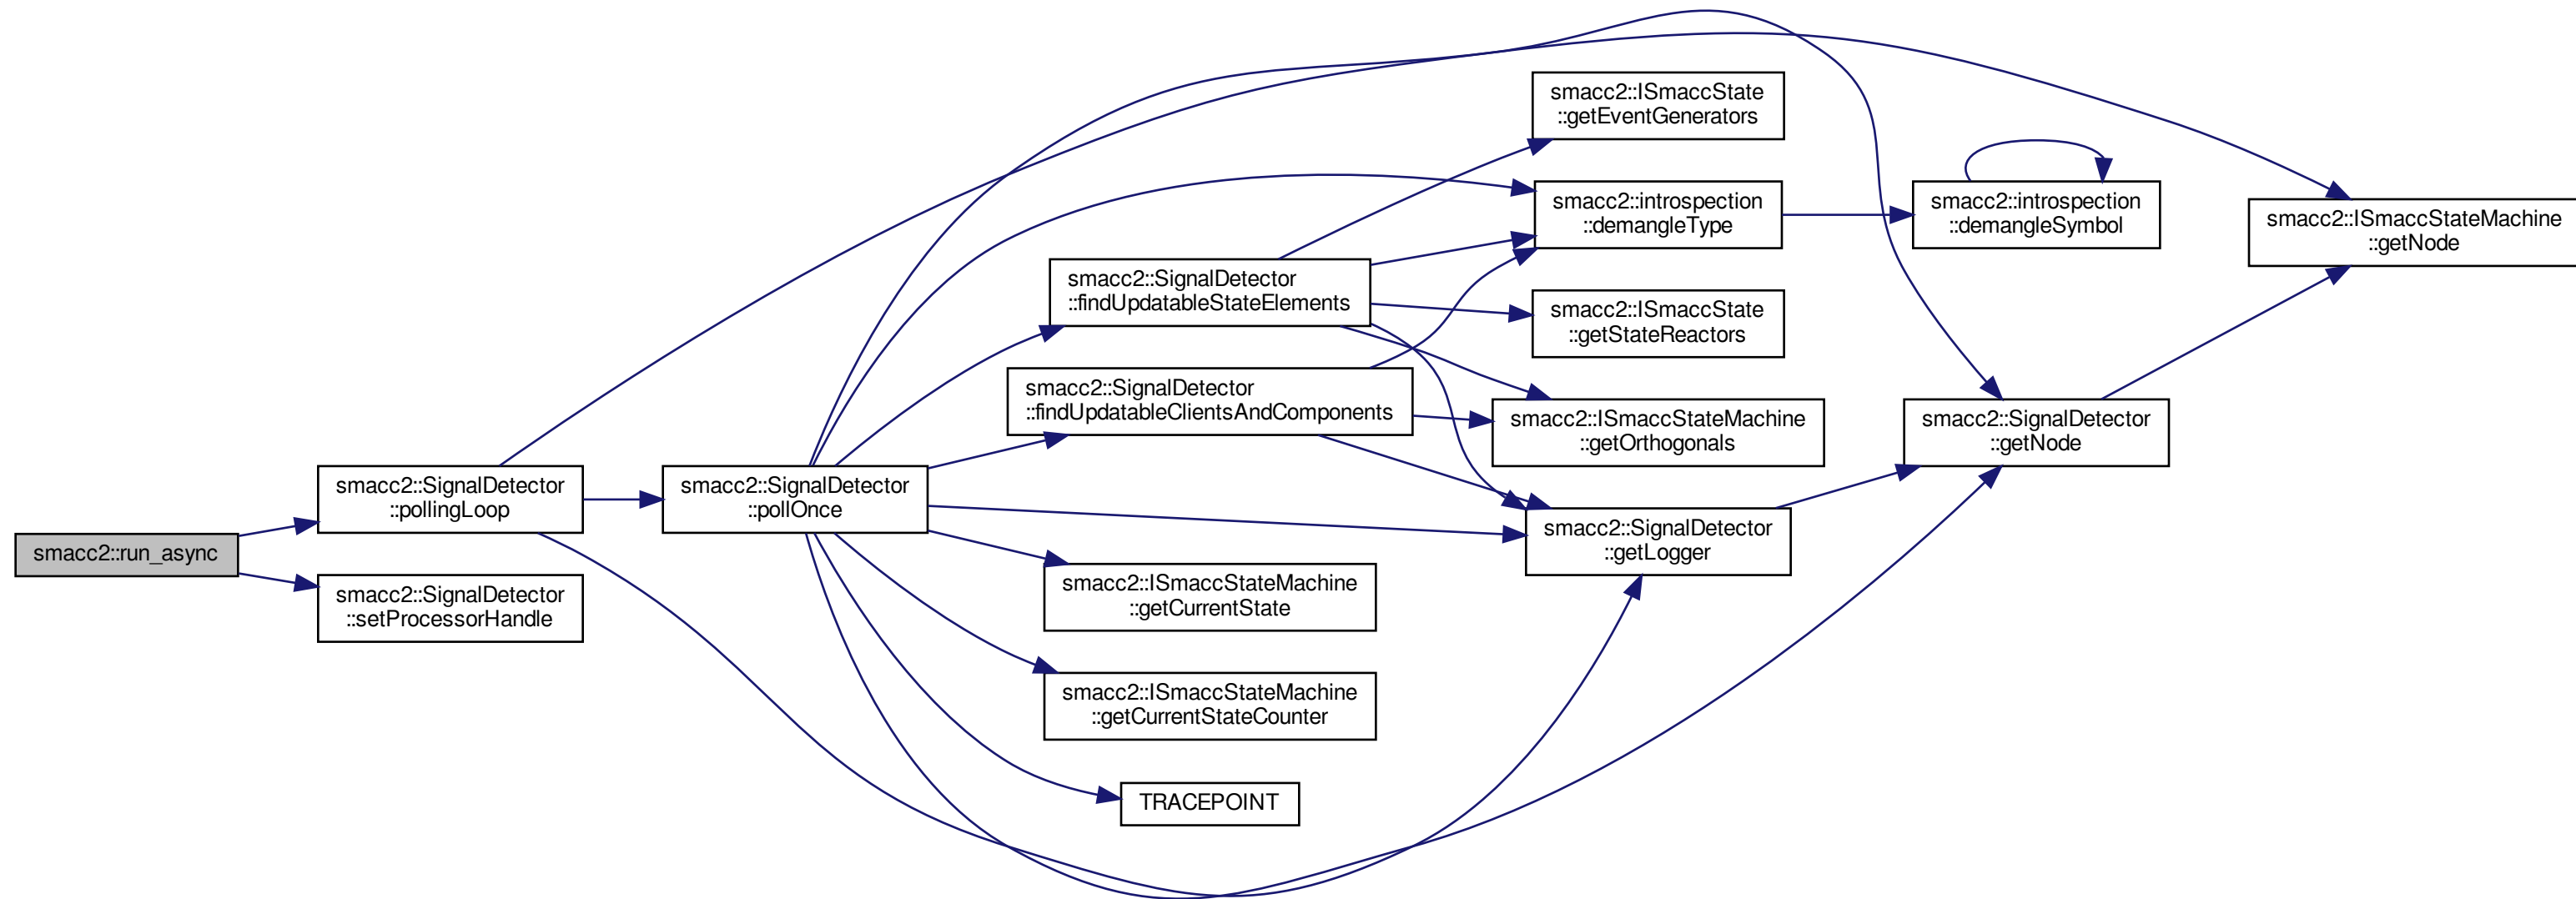 smacc2::run_async
smacc2::SignalDetector
::pollingLoop
smacc2::SignalDetector
::setProcessorHandle
smacc2::SignalDetector
::pollOnce
smacc2::SignalDetector
::findUpdatableStateElements
smacc2::SignalDetector
::findUpdatableClientsAndComponents
smacc2::ISmaccStateMachine
::getCurrentState
smacc2::ISmaccStateMachine
::getCurrentStateCounter
TRACEPOINT
smacc2::ISmaccState
::getEventGenerators
smacc2::introspection
::demangleType
smacc2::ISmaccState
::getStateReactors
smacc2::ISmaccStateMachine
::getOrthogonals
smacc2::SignalDetector
::getLogger
smacc2::introspection
::demangleSymbol
smacc2::SignalDetector
::getNode
smacc2::ISmaccStateMachine
::getNode